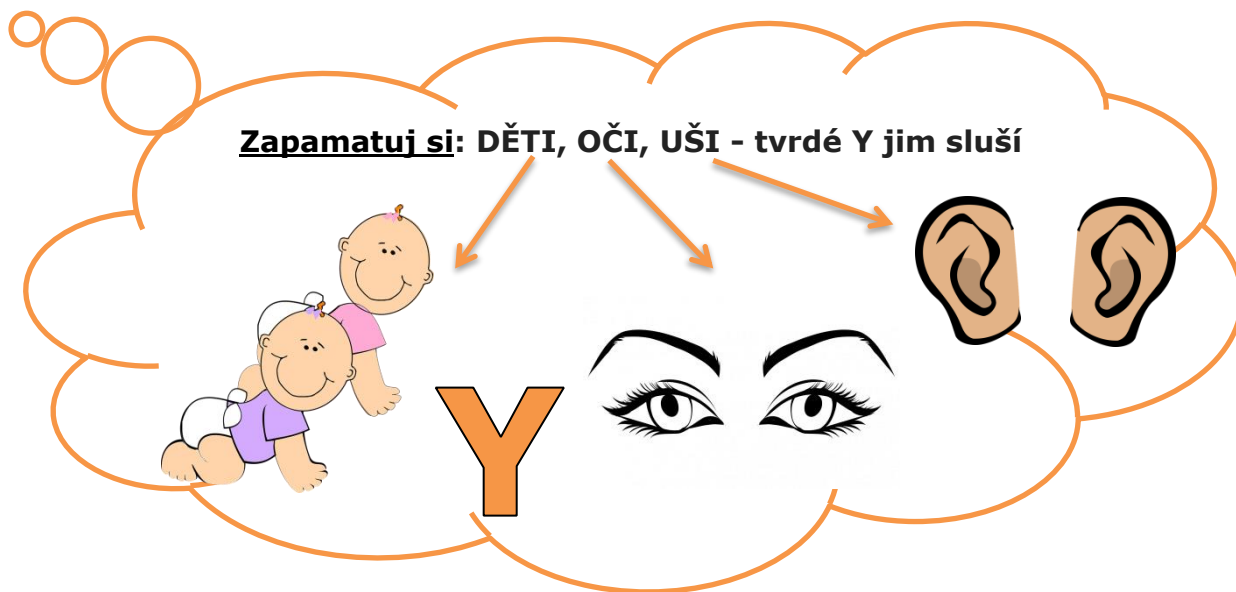 Zapamatuj si: DĚTI, OČI, UŠI - tvrdé Y jim sluší
Y